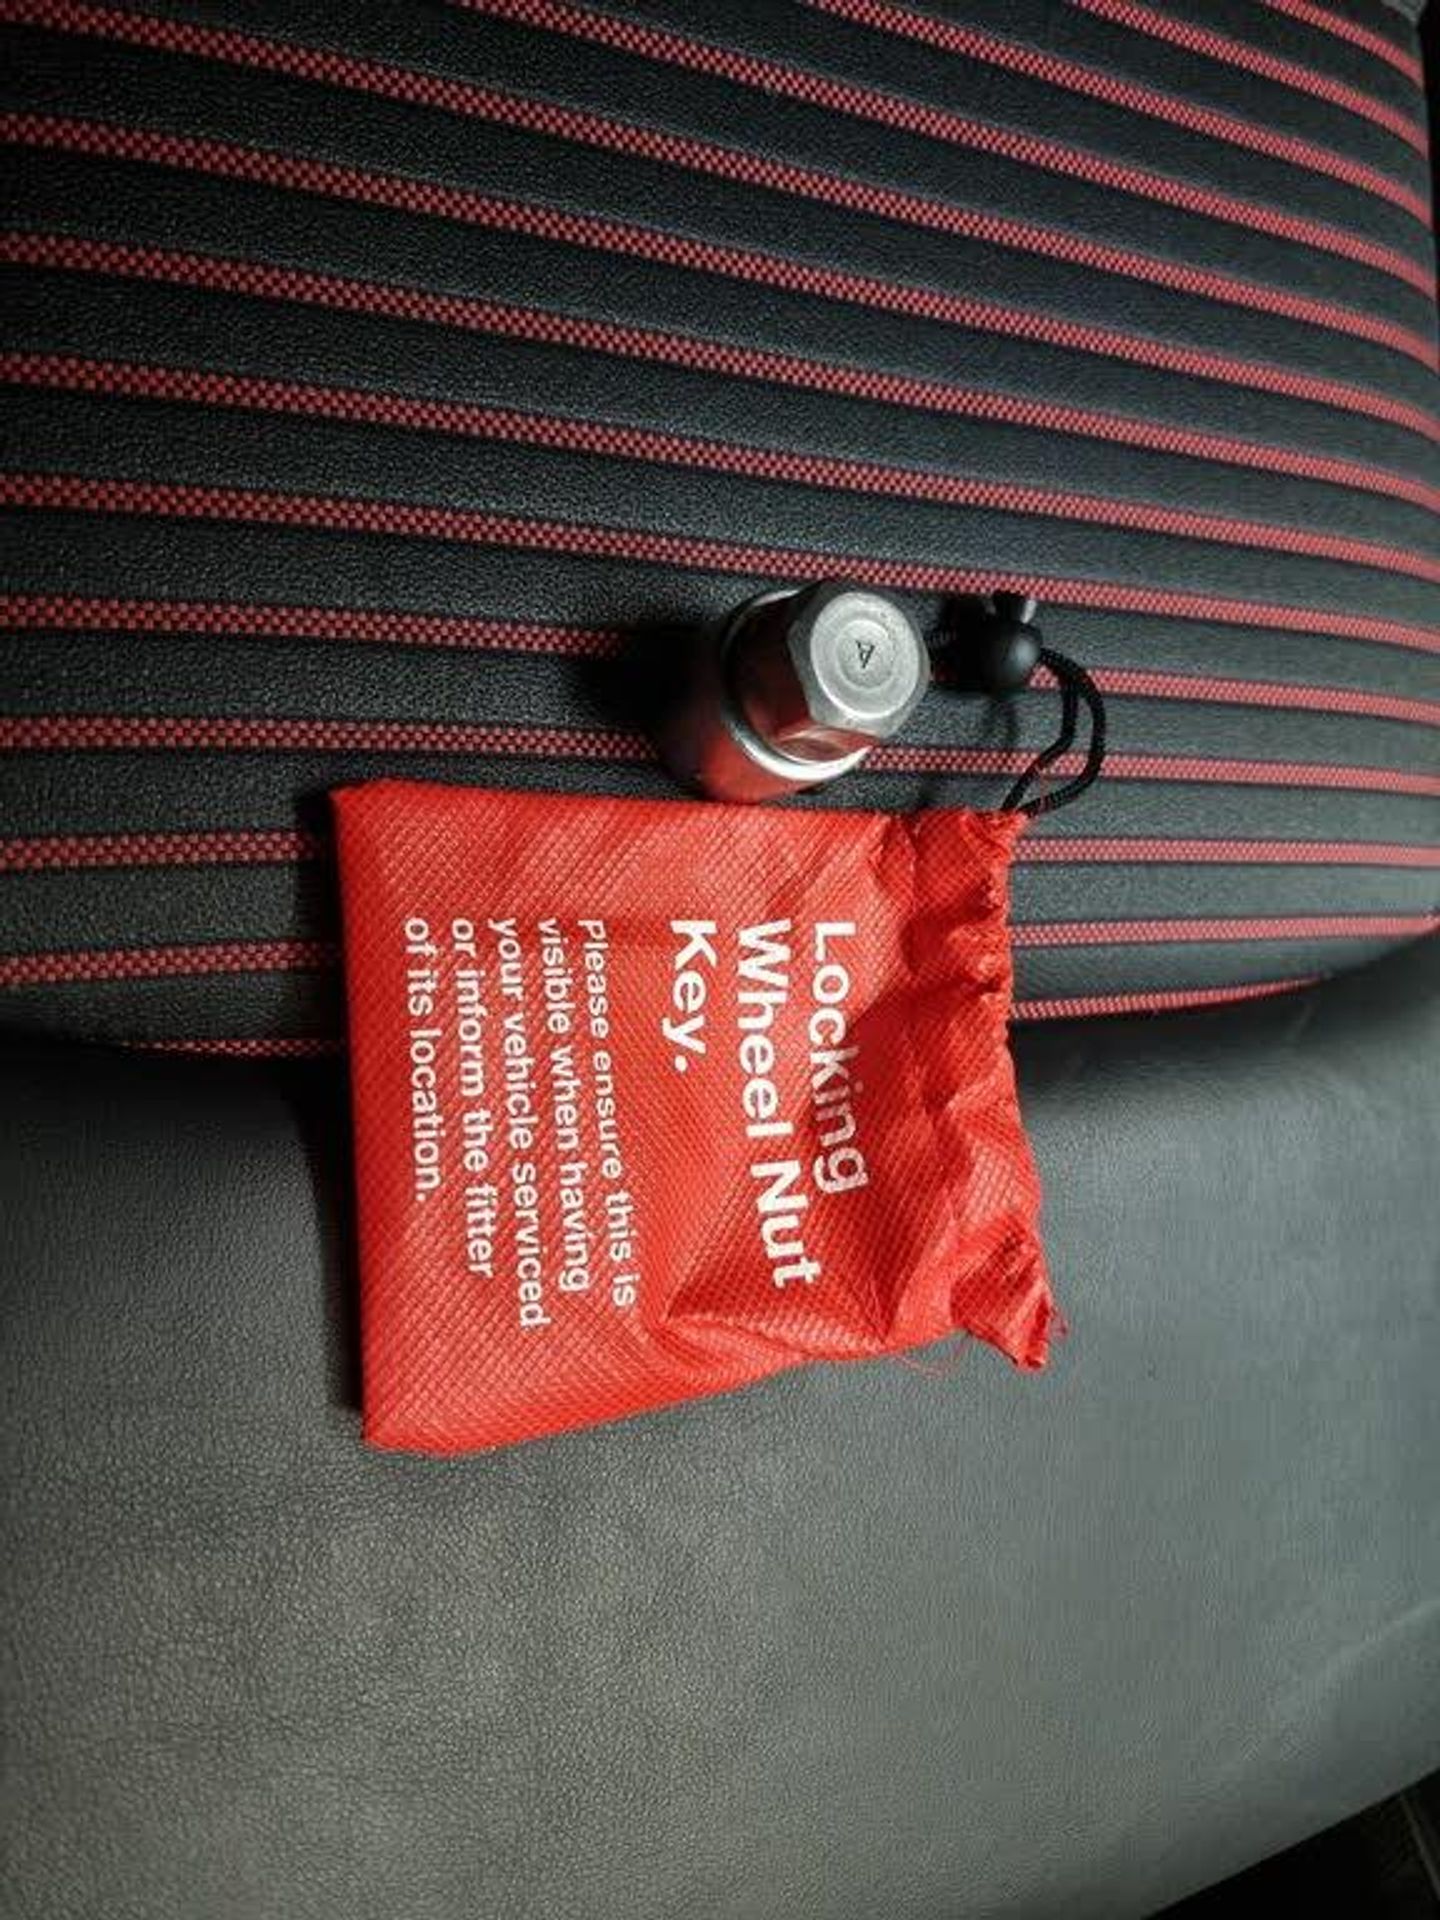 Locking
Wheel Nut
Key.
Please ensure this is
visible when having
your vehicle serviced
or inform the fitter
of its location.
A